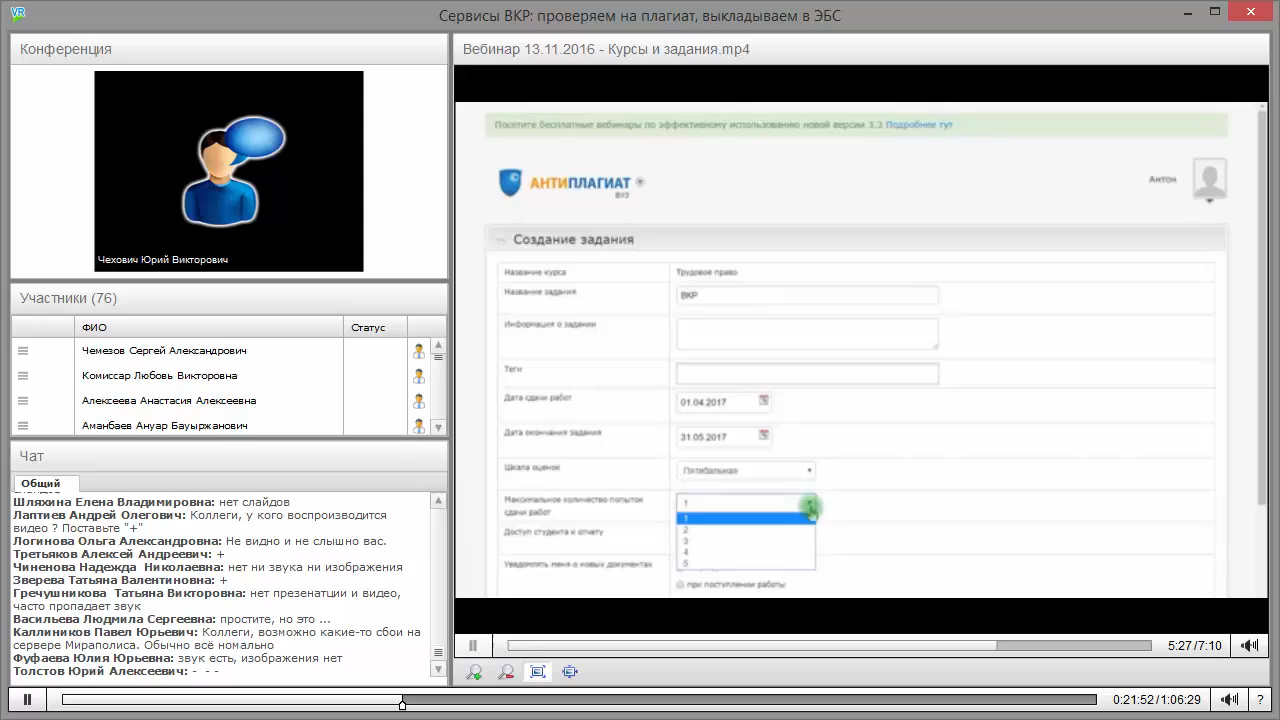 VR
Сервисы ВКР: проверяем на плагиат, выкладываем в ЭБС
Конференция
Чехович Юрий Викторович
Участники (76)
ФИО
Статус
Чемезов Сергей Александрович
Комиссар Любовь Викторовна
Алексеева Анастасия Алексеевна
Аманбаев Ануар Бауыржанович
Чат
Общий
Шляхина Елена Владимировна: нет слайдов
Лаптиев Андрей Олегович: Коллеги, у кого воспроизводится
видео ? Поставьте "+"
Логинова Ольга Александровна: Не видно и не слышно вас.
Третьяков Алексей Андреевич: +
Чиненова Надежда Николаевна: нет ни звука ни изображения
Зверева Татьяна Валентиновна: +
Гречушникова Татьяна Викторовна: нет презенатции и видео,
часто пропадает звук
Васильева Людмила Сергеевна: простите, но это ...
Каллиников Павел Юрьевич: Коллеги, возможно какие-то сбои на
сервере Мираполиса. Обычно всё номально
Фуфаева Юлия Юрьевна: звук есть, изображения нет
Толстов Юрий Алексеевич: - - -
Вебинар 13.11.2016 - Курсы и задания.mp4
Посетите бесплатные вебинары по эффективному использованию новой версии 3.3 Подробнее тут
АНТИПЛАГИАТ
ВУЗ
Антон
Создание задания
Название курса
Трудовое право
Название задания
ВКР
Информация о задании
Теги
Дата сдачи работ
01.04.2017
Дата окончания задания
31.05.2017
Шкала оценок
Пятибальная
Максимальное количество попыток
сдачи работ
1
1
2
3
4
5
Доступ студента к отчету
Уведомлять меня о новых документах
при поступлении работы
5:27/7:10
0:21:52/1:06:29
?